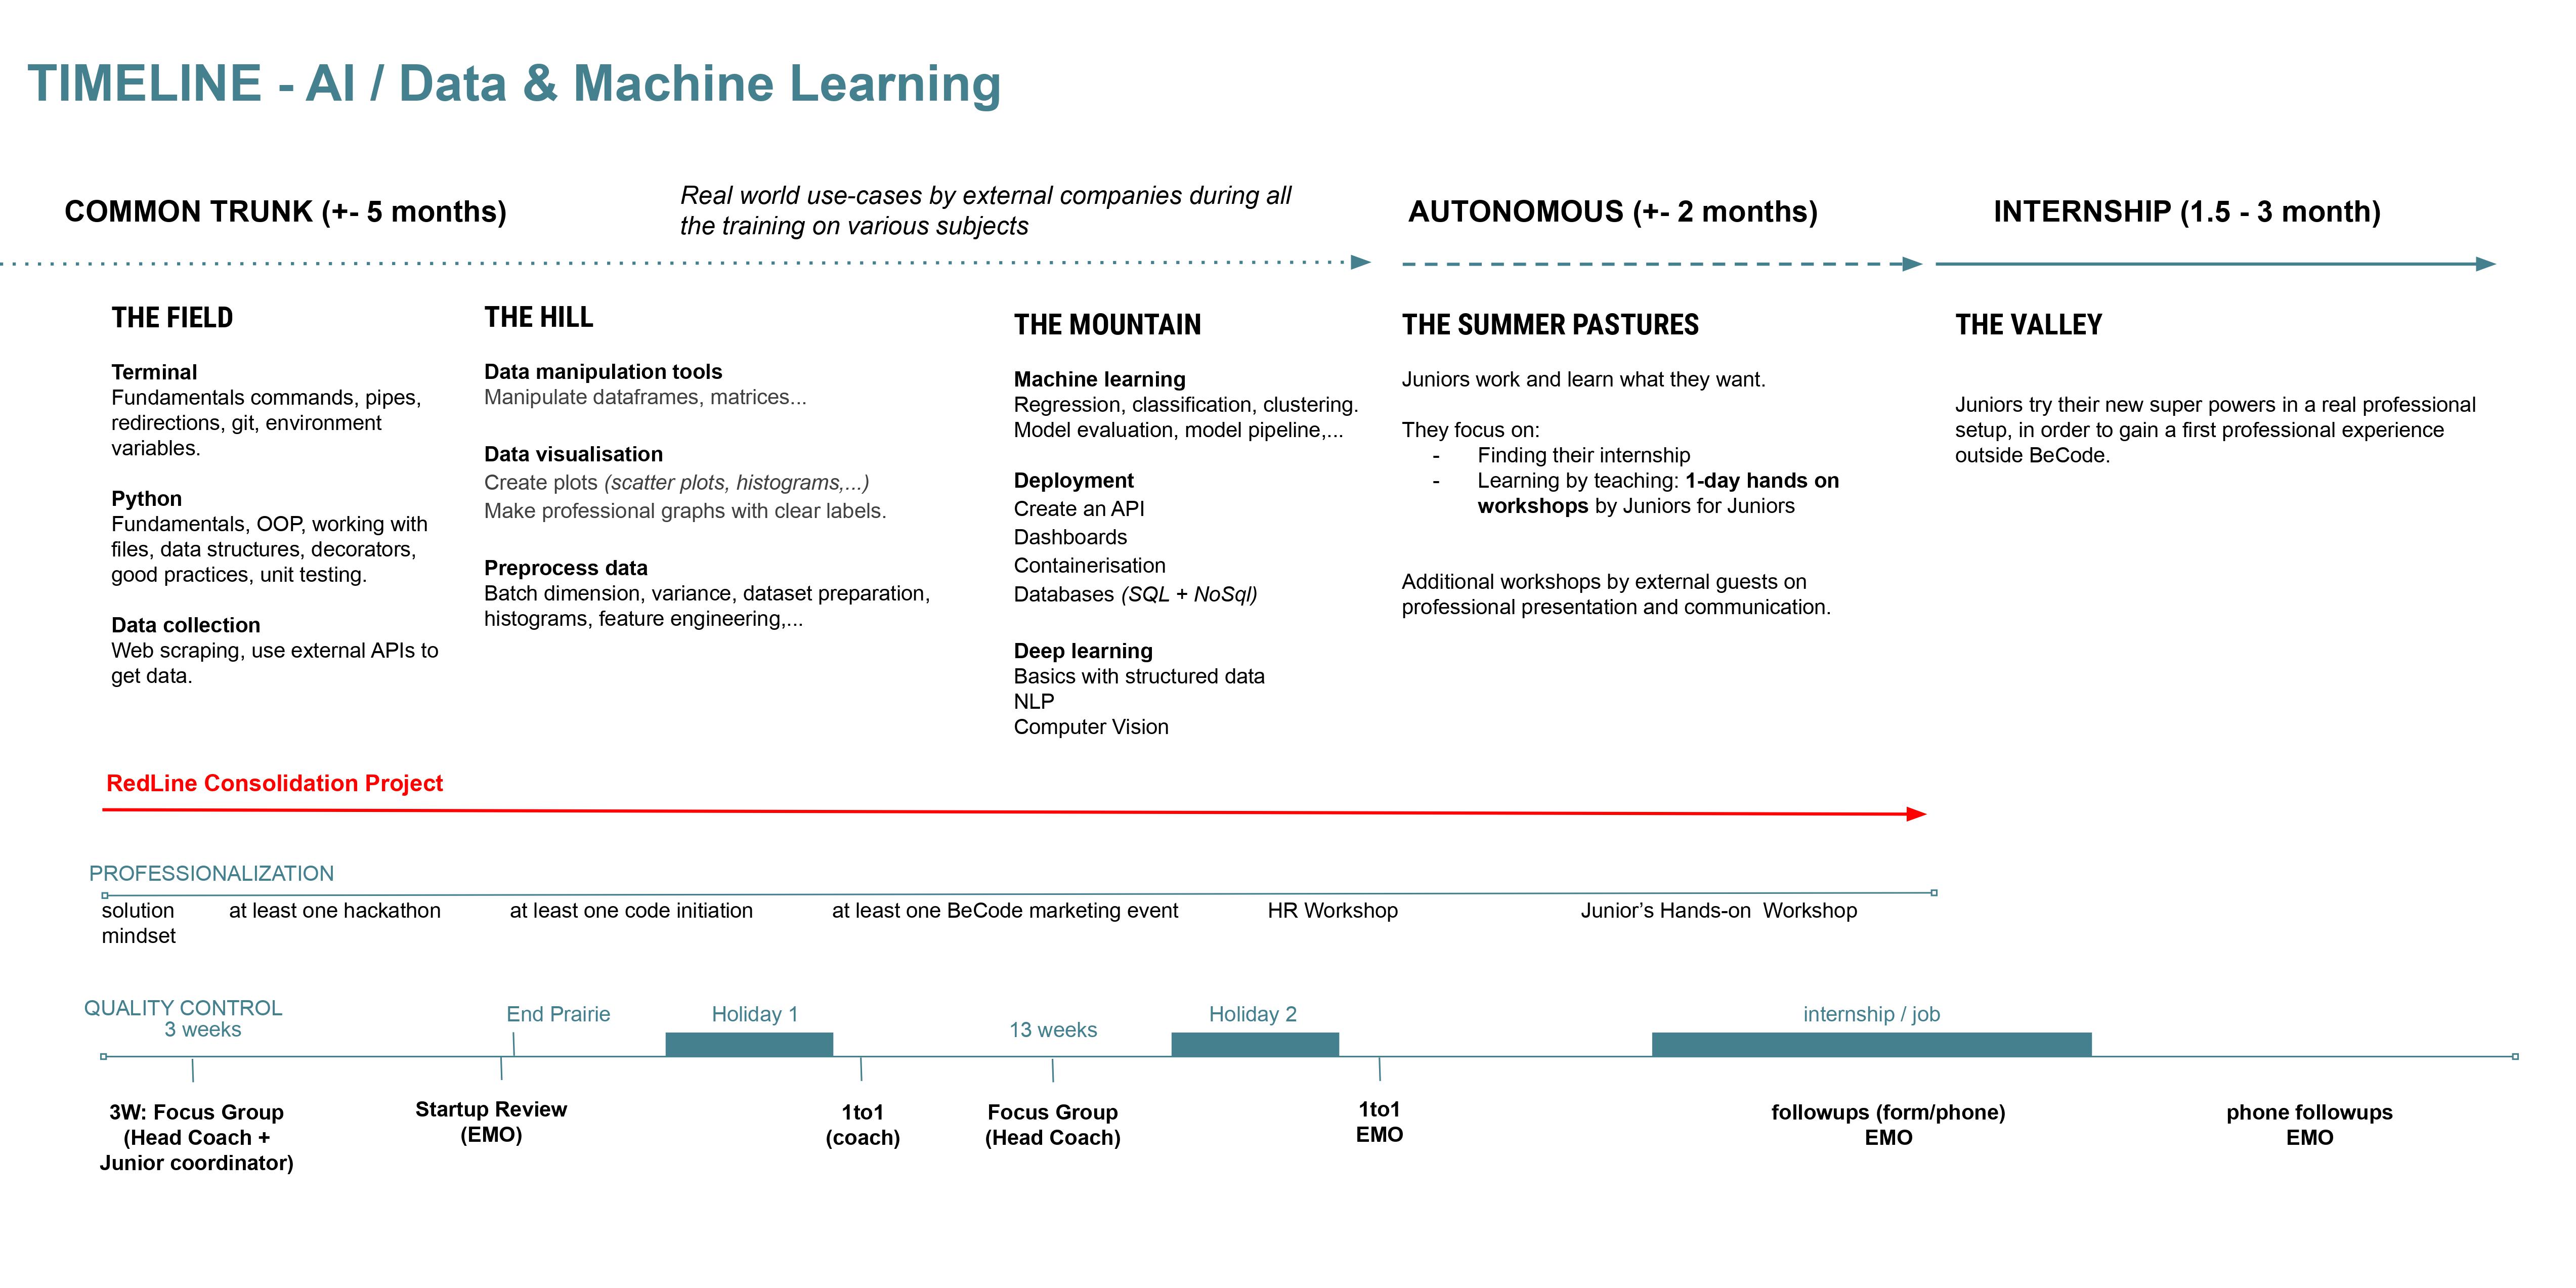 TIMELINE - AI / Data & Machine Learning
COMMON TRUNK (+- 5 months)
Real world use-cases by external companies during all
the training on various subjects
AUTONOMOUS (+- 2 months)
INTERNSHIP (1.5 - 3 month)
THE FIELD
Terminal
Fundamentals commands, pipes,
redirections, git, environment
variables.
Python
Fundamentals, OOP, working with
files, data structures, decorators,
good practices, unit testing.
Data collection
Web scraping, use external APIs to
get data.
THE HILL
Data manipulation tools
Manipulate dataframes, matrices...
Data visualisation
Create plots (scatter plots, histograms,...)
Make professional graphs with clear labels.
Preprocess data
Batch dimension, variance, dataset preparation,
histograms, feature engineering,...
THE MOUNTAIN
Machine learning
Regression, classification, clustering.
Model evaluation, model pipeline,...
Deployment
Create an API
Dashboards
Containerisation
Databases (SQL + NoSql)
Deep learning
Basics with structured data
NLP
Computer Vision
THE SUMMER PASTURES
Juniors work and learn what they want.
They focus on:
- Finding their internship
- Learning by teaching: 1-day hands on
workshops by Juniors for Juniors
Additional workshops by external guests on
professional presentation and communication.
THE VALLEY
Juniors try their new super powers in a real professional
setup, in order to gain a first professional experience
outside BeCode.
RedLine Consolidation Project
PROFESSIONALIZATION
solution
mindset
at least one hackathon
at least one code initiation
at least one BeCode marketing event
HR Workshop
Junior’s Hands-on Workshop
QUALITY CONTROL
3 weeks
End Prairie
Holiday 1
13 weeks
Holiday 2
internship / job
3W: Focus Group
(Head Coach +
Junior coordinator)
Startup Review
(EMO)
1to1
(coach)
Focus Group
(Head Coach)
1to1
EMO
followups (form/phone)
EMO
phone followups
EMO